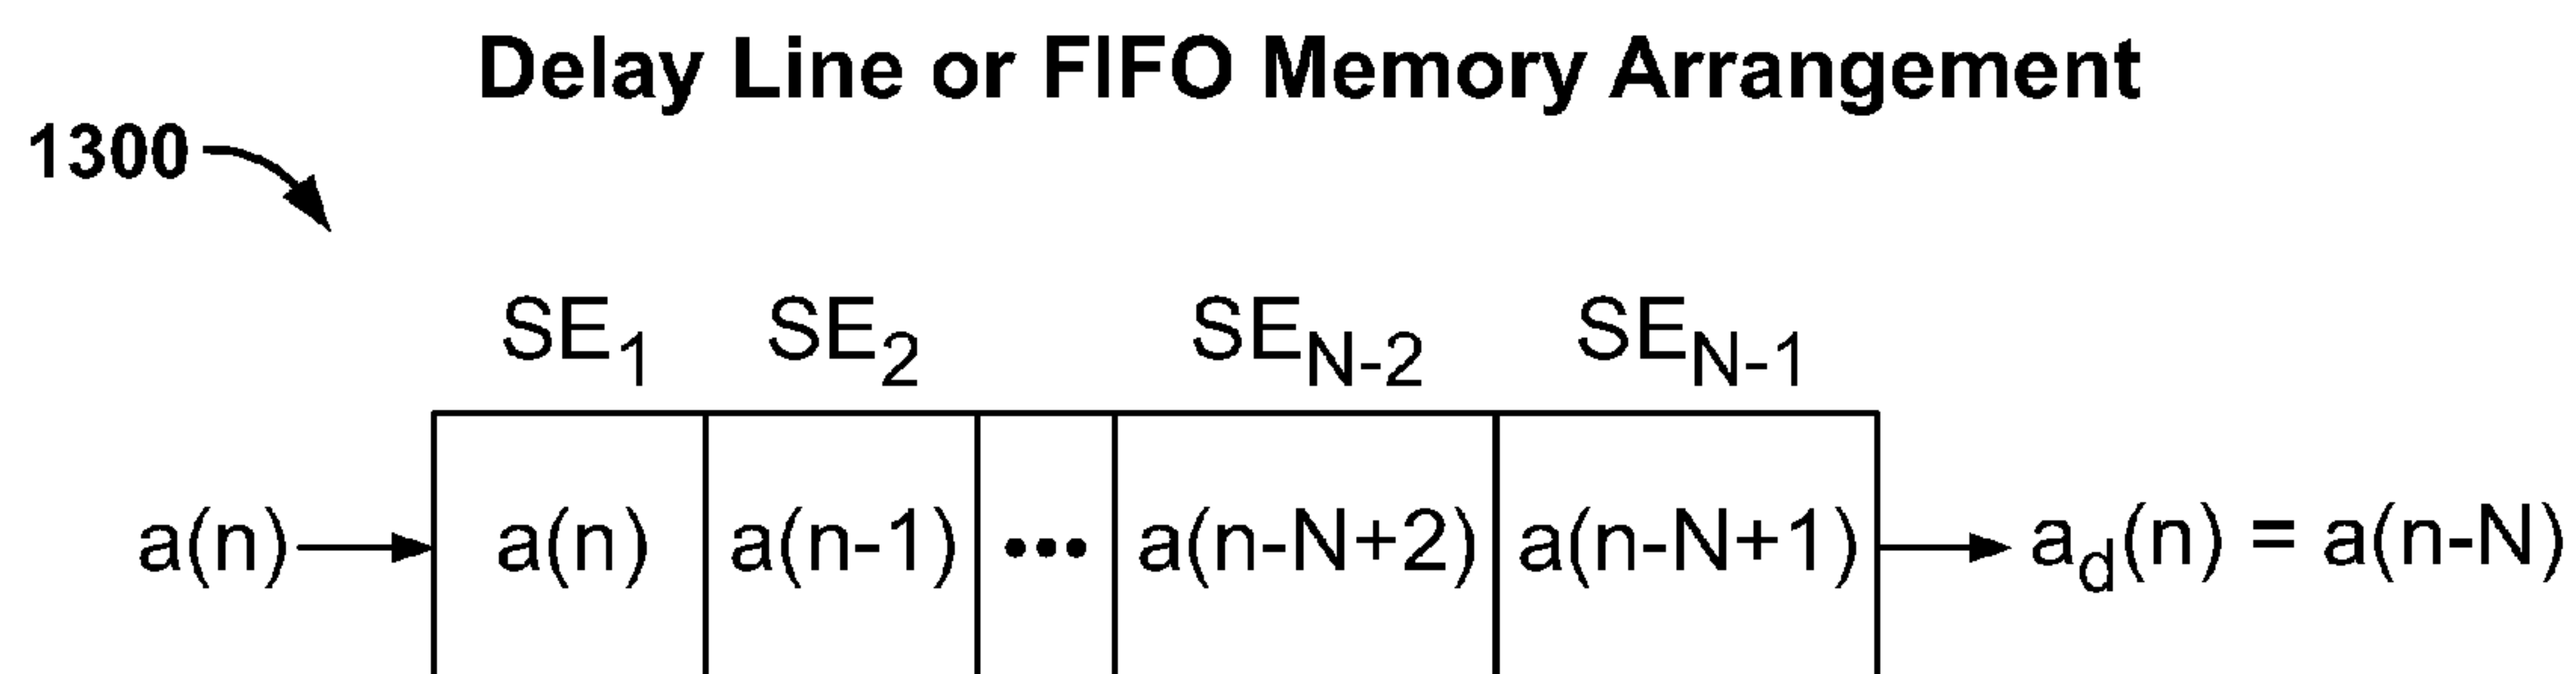 Delay Line or FIFO Memory Arrangement
1300
SE1 SE2 SEN-2 SEN-1
a(n) a(n) a(n-1) ••• a(n-N+2) a(n-N+1) ad(n) = a(n-N)